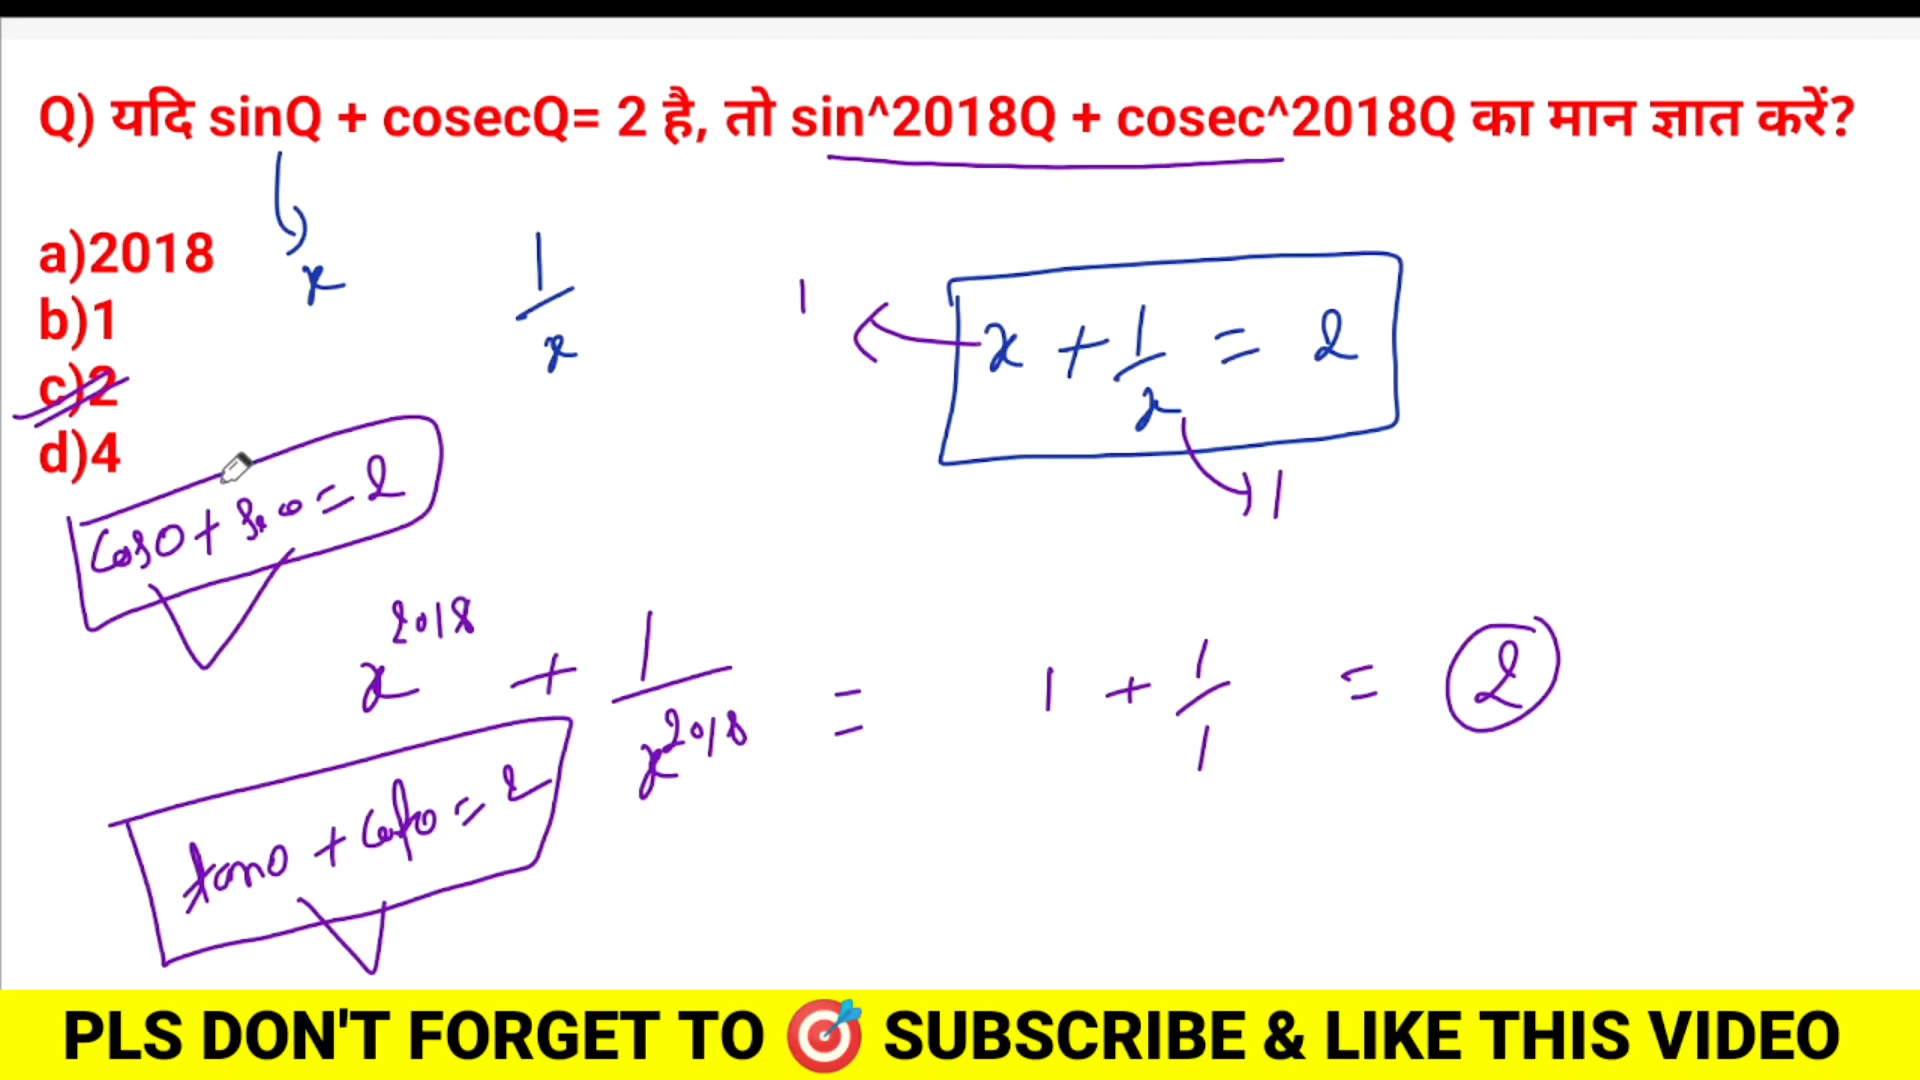 Q) यदि sinQ + cosecQ= 2 है, तो sin^2018Q + cosec^2018Q का मान ज्ञात करें?
a)2018
b)1
c)2
d)4
x
1/x
1
x + 1/x = 2
1
cosθ + secθ = 2
x^2018 + 1/x^2018 = 1 + 1/1 = 2
tanθ + cotθ = 2
PLS DON'T FORGET TO 🎯 SUBSCRIBE & LIKE THIS VIDEO